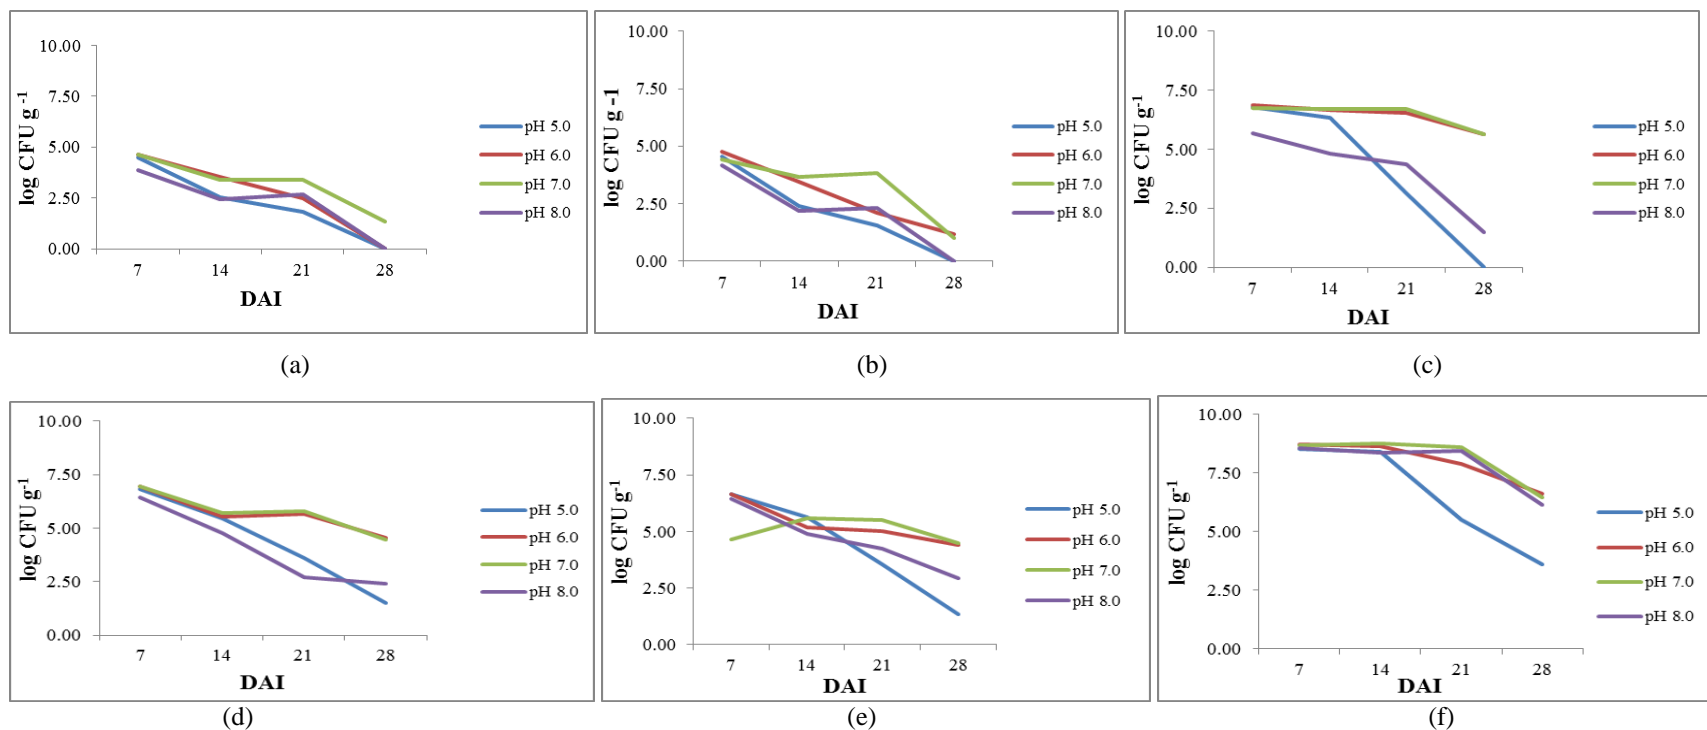 10.00
7.50
5.00
2.50
0.00
log CFU g-1
7 14 21 28
DAI
pH 5.0
pH 6.0
pH 7.0
pH 8.0
(a)
10.00
7.50
5.00
2.50
0.00
log CFU g -1
7 14 21 28
DAI
pH 5.0
pH 6.0
pH 7.0
pH 8.0
(b)
10.00
7.50
5.00
2.50
0.00
log CFU g-1
7 14 21 28
DAI
pH 5.0
pH 6.0
pH 7.0
pH 8.0
(c)
10.00
7.50
5.00
2.50
0.00
log CFU g-1
7 14 21 28
DAI
pH 5.0
pH 6.0
pH 7.0
pH 8.0
(d)
10.00
7.50
5.00
2.50
0.00
log CFU g-1
7 14 21 28
DAI
pH 5.0
pH 6.0
pH 7.0
pH 8.0
(e)
10.00
7.50
5.00
2.50
0.00
log CFU g-1
7 14 21 28
DAI
pH 5.0
pH 6.0
pH 7.0
pH 8.0
(f)